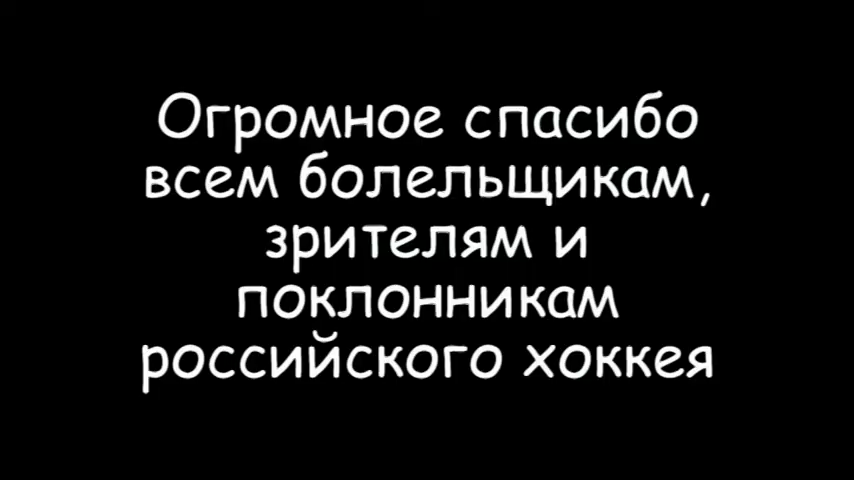 Огромное спасибо
всем болельщикам,
зрителям и
поклонникам
российского хоккея